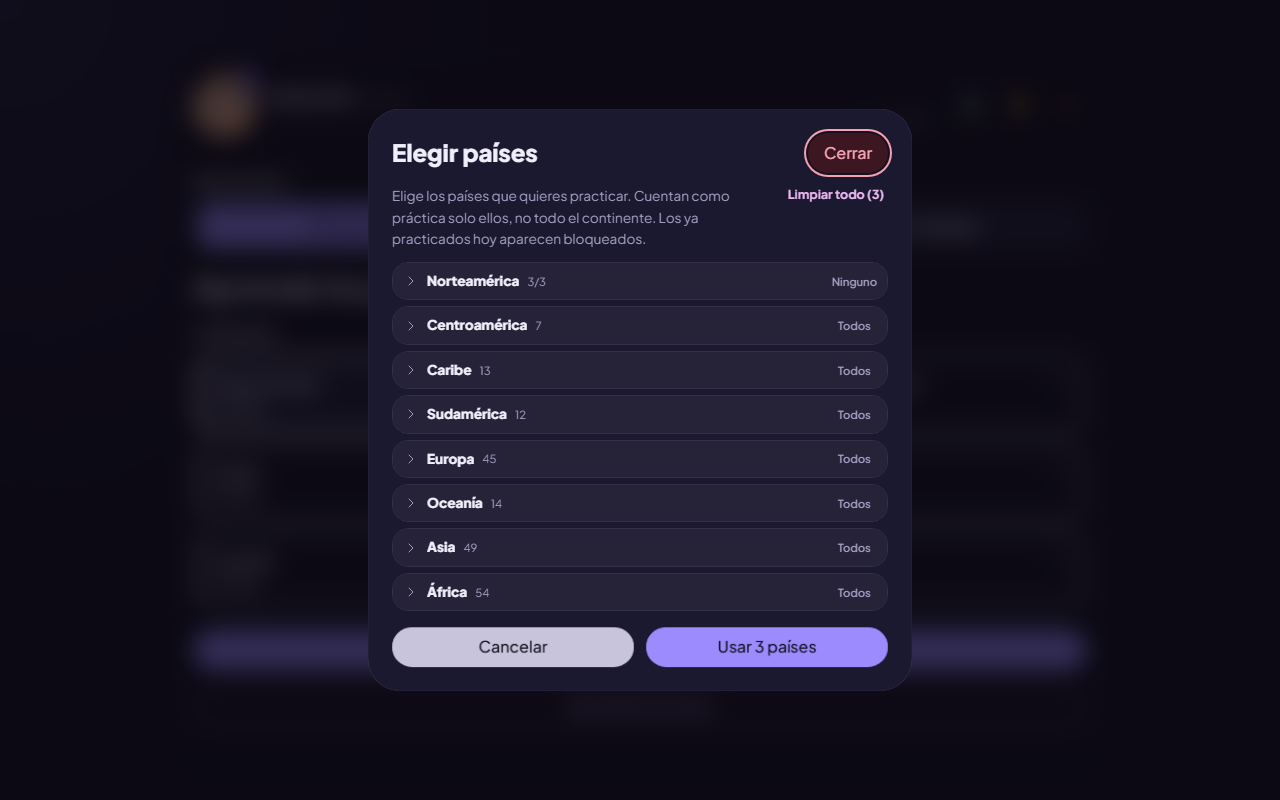 Elegir países
Cerrar
Elige los países que quieres practicar. Cuentan como
práctica solo ellos, no todo el continente. Los ya
practicados hoy aparecen bloqueados.
Limpiar todo (3)
Norteamérica 3/3 Ninguno
Centroamérica 7 Todos
Caribe 13 Todos
Sudamérica 12 Todos
Europa 45 Todos
Oceanía 14 Todos
Asia 49 Todos
África 54 Todos
Cancelar
Usar 3 países